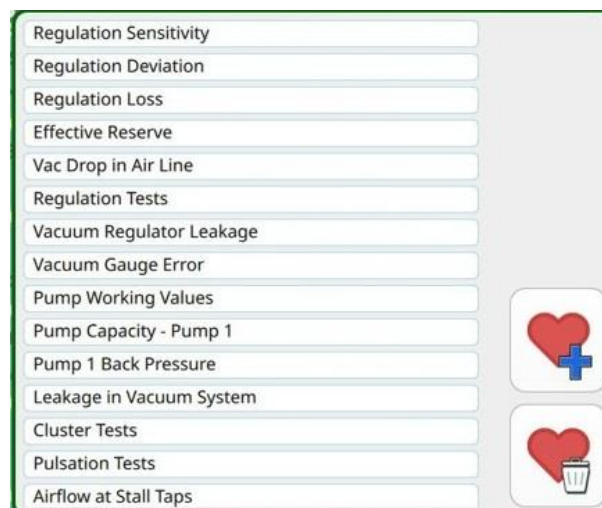 Regulation Sensitivity
Regulation Deviation
Regulation Loss
Effective Reserve
Vac Drop in Air Line
Regulation Tests
Vacuum Regulator Leakage
Vacuum Gauge Error
Pump Working Values
Pump Capacity - Pump 1
Pump 1 Back Pressure
Leakage in Vacuum System
Cluster Tests
Pulsation Tests
Airflow at Stall Taps